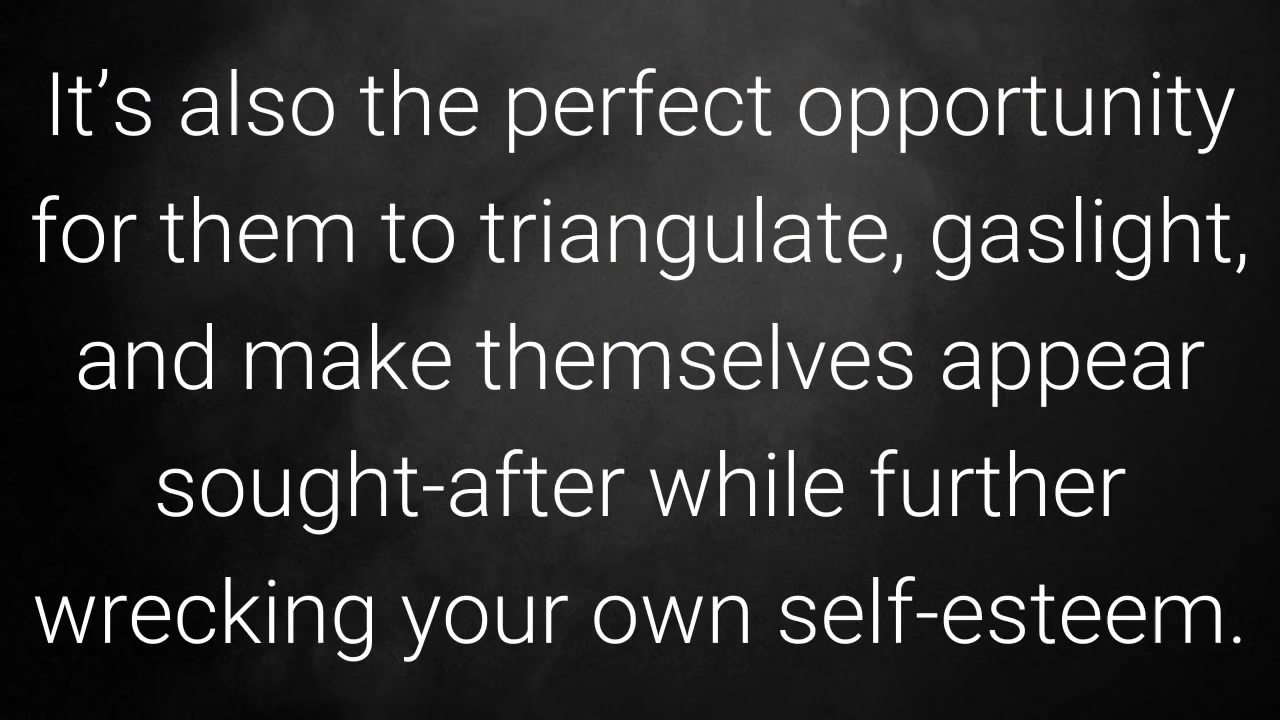 It’s also the perfect opportunity
for them to triangulate, gaslight,
and make themselves appear
sought-after while further
wrecking your own self-esteem.